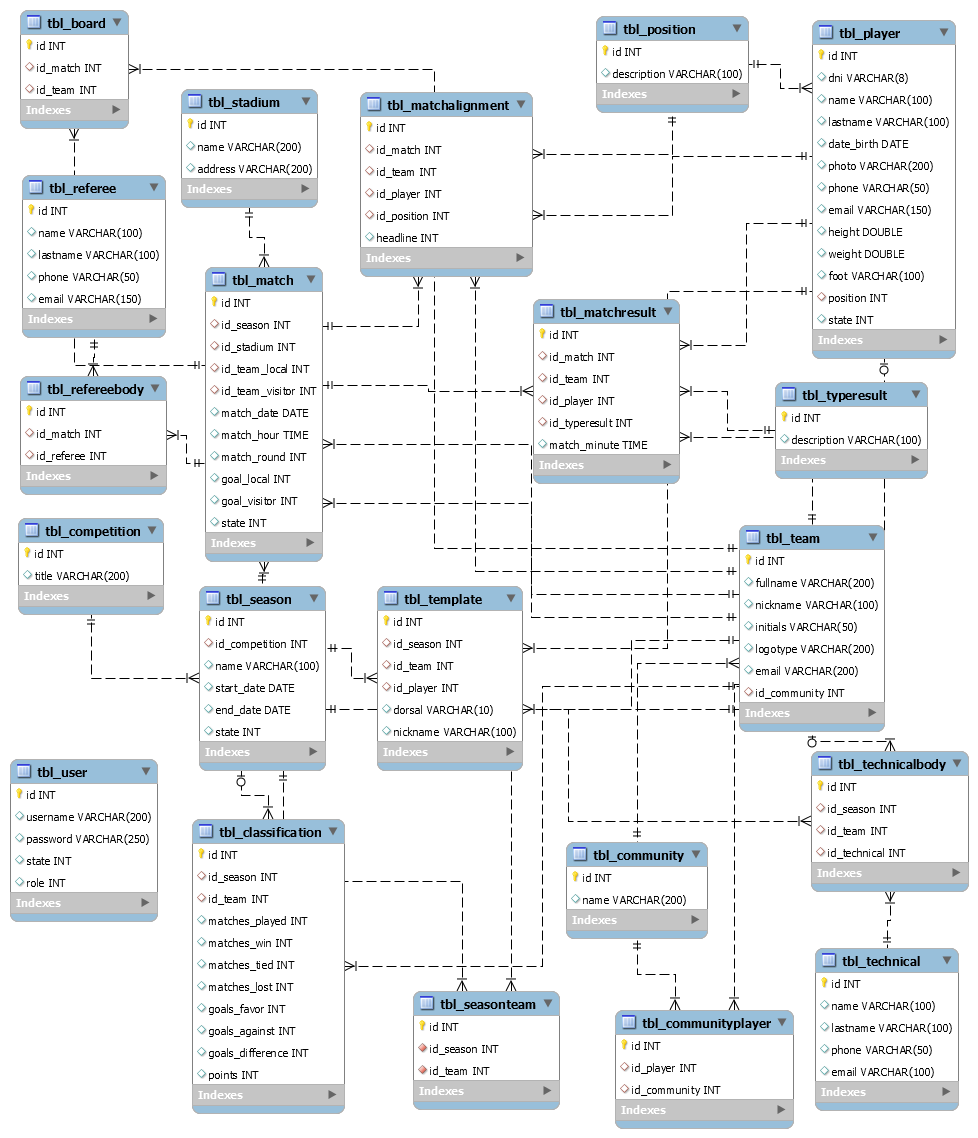 tbl_board
id INT
id_match INT
id_team INT
Indexes
tbl_stadium
id INT
name VARCHAR(200)
address VARCHAR(200)
Indexes
tbl_matchalignment
id INT
id_match INT
id_team INT
id_player INT
id_position INT
headline INT
Indexes
tbl_position
id INT
description VARCHAR(100)
Indexes
tbl_player
id INT
dni VARCHAR(8)
name VARCHAR(100)
lastname VARCHAR(100)
date_birth DATE
photo VARCHAR(200)
phone VARCHAR(50)
email VARCHAR(150)
height DOUBLE
weight DOUBLE
foot VARCHAR(100)
position INT
state INT
Indexes
tbl_referee
id INT
name VARCHAR(100)
lastname VARCHAR(100)
phone VARCHAR(50)
email VARCHAR(150)
Indexes
tbl_match
id INT
id_season INT
id_stadium INT
id_team_local INT
id_team_visitor INT
match_date DATE
match_hour TIME
match_round INT
goal_local INT
goal_visitor INT
state INT
Indexes
tbl_matchresult
id INT
id_match INT
id_team INT
id_player INT
id_typeresult INT
match_minute TIME
Indexes
tbl_refereebody
id INT
id_match INT
id_referee INT
Indexes
tbl_typeresult
id INT
description VARCHAR(100)
Indexes
tbl_competition
id INT
title VARCHAR(200)
Indexes
tbl_team
id INT
fullname VARCHAR(200)
nickname VARCHAR(100)
initials VARCHAR(50)
logotype VARCHAR(200)
email VARCHAR(200)
id_community INT
Indexes
tbl_season
id INT
id_competition INT
name VARCHAR(100)
start_date DATE
end_date DATE
state INT
Indexes
tbl_template
id INT
id_season INT
id_team INT
id_player INT
dorsal VARCHAR(10)
nickname VARCHAR(100)
Indexes
tbl_user
id INT
username VARCHAR(200)
password VARCHAR(250)
state INT
role INT
Indexes
tbl_technicalbody
id INT
id_season INT
id_team INT
id_technical INT
Indexes
tbl_classification
id INT
id_season INT
id_team INT
matches_played INT
matches_win INT
matches_tied INT
matches_lost INT
goals_favor INT
goals_against INT
goals_difference INT
points INT
Indexes
tbl_community
id INT
name VARCHAR(200)
Indexes
tbl_technical
id INT
name VARCHAR(100)
lastname VARCHAR(100)
phone VARCHAR(50)
email VARCHAR(100)
Indexes
tbl_seasonteam
id INT
id_season INT
id_team INT
Indexes
tbl_communityplayer
id INT
id_player INT
id_community INT
Indexes